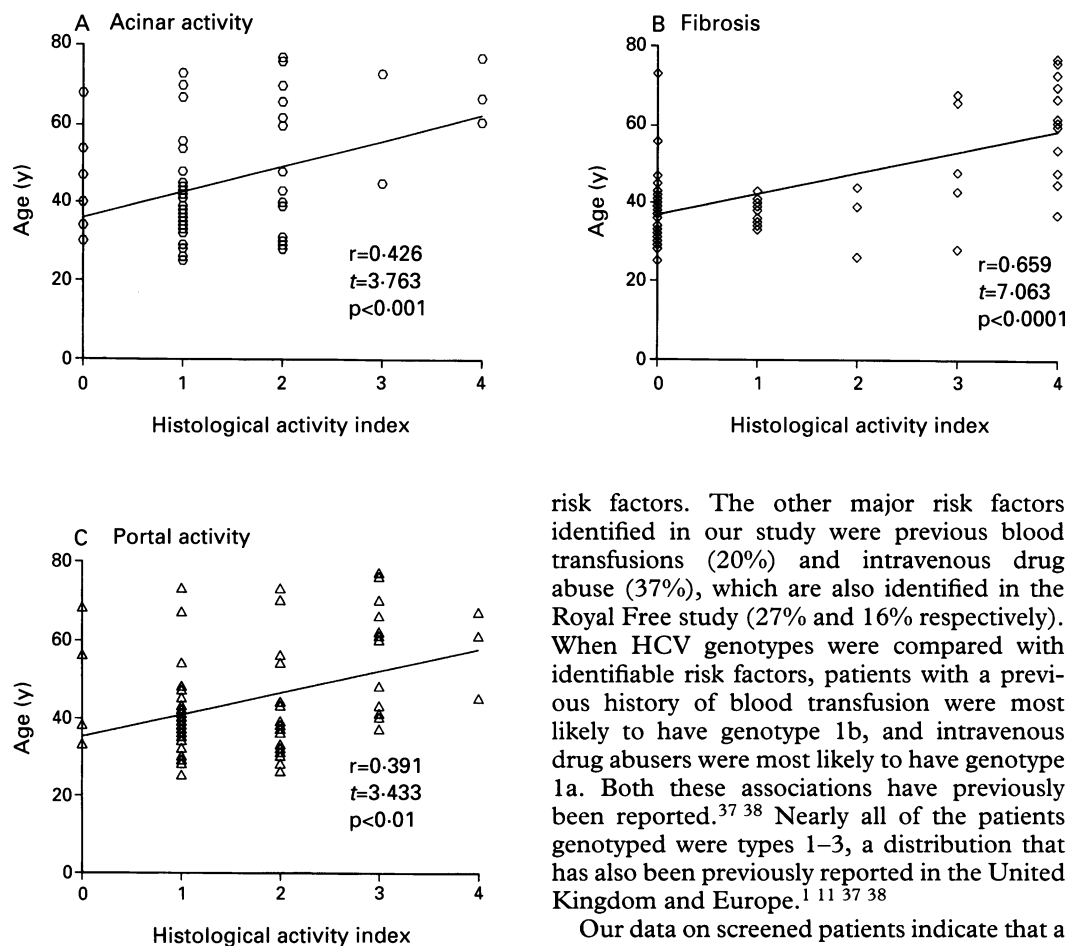 A Acinar activity
80
60
40
20
0
Age (y)
r=0·426
t=3·763
p<0·001
0 1 2 3 4
Histological activity index
B Fibrosis
80
60
40
20
0
Age (y)
r=0·659
t=7·063
p<0·0001
0 1 2 3 4
Histological activity index
C Portal activity
80
60
40
20
0
Age (y)
r=0·391
t=3·433
p<0·01
0 1 2 3 4
Histological activity index
risk factors. The other major risk factors
identified in our study were previous blood
transfusions (20%) and intravenous drug
abuse (37%), which are also identified in the
Royal Free study (27% and 16% respectively).
When HCV genotypes were compared with
identifiable risk factors, patients with a previ-
ous history of blood transfusion were most
likely to have genotype 1b, and intravenous
drug abusers were most likely to have genotype
1a. Both these associations have previously
been reported.37 38 Nearly all of the patients
genotyped were types 1–3, a distribution that
has also been previously reported in the United
Kingdom and Europe.1 11 37 38
Our data on screened patients indicate that a